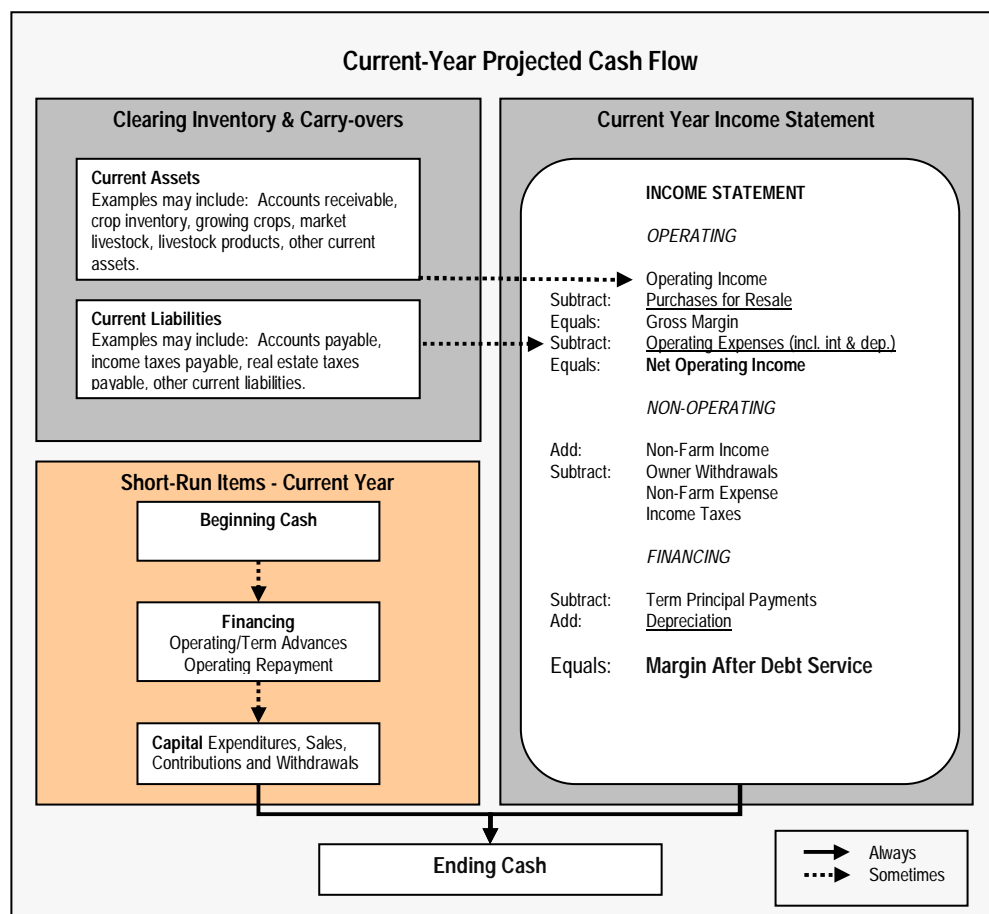 Current-Year Projected Cash Flow
Clearing Inventory & Carry-overs
Current Assets
Examples may include: Accounts receivable,
crop inventory, growing crops, market
livestock, livestock products, other current
assets.
Current Liabilities
Examples may include: Accounts payable,
income taxes payable, real estate taxes
payable, other current liabilities.
Short-Run Items - Current Year
Beginning Cash
Financing
Operating/Term Advances
Operating Repayment
Capital Expenditures, Sales,
Contributions and Withdrawals
Current Year Income Statement
INCOME STATEMENT
OPERATING
Operating Income
Subtract: Purchases for Resale
Equals: Gross Margin
Subtract: Operating Expenses (incl. int & dep.)
Equals: Net Operating Income
NON-OPERATING
Add: Non-Farm Income
Subtract: Owner Withdrawals
Non-Farm Expense
Income Taxes
FINANCING
Subtract: Term Principal Payments
Add: Depreciation
Equals: Margin After Debt Service
Ending Cash
Always
Sometimes